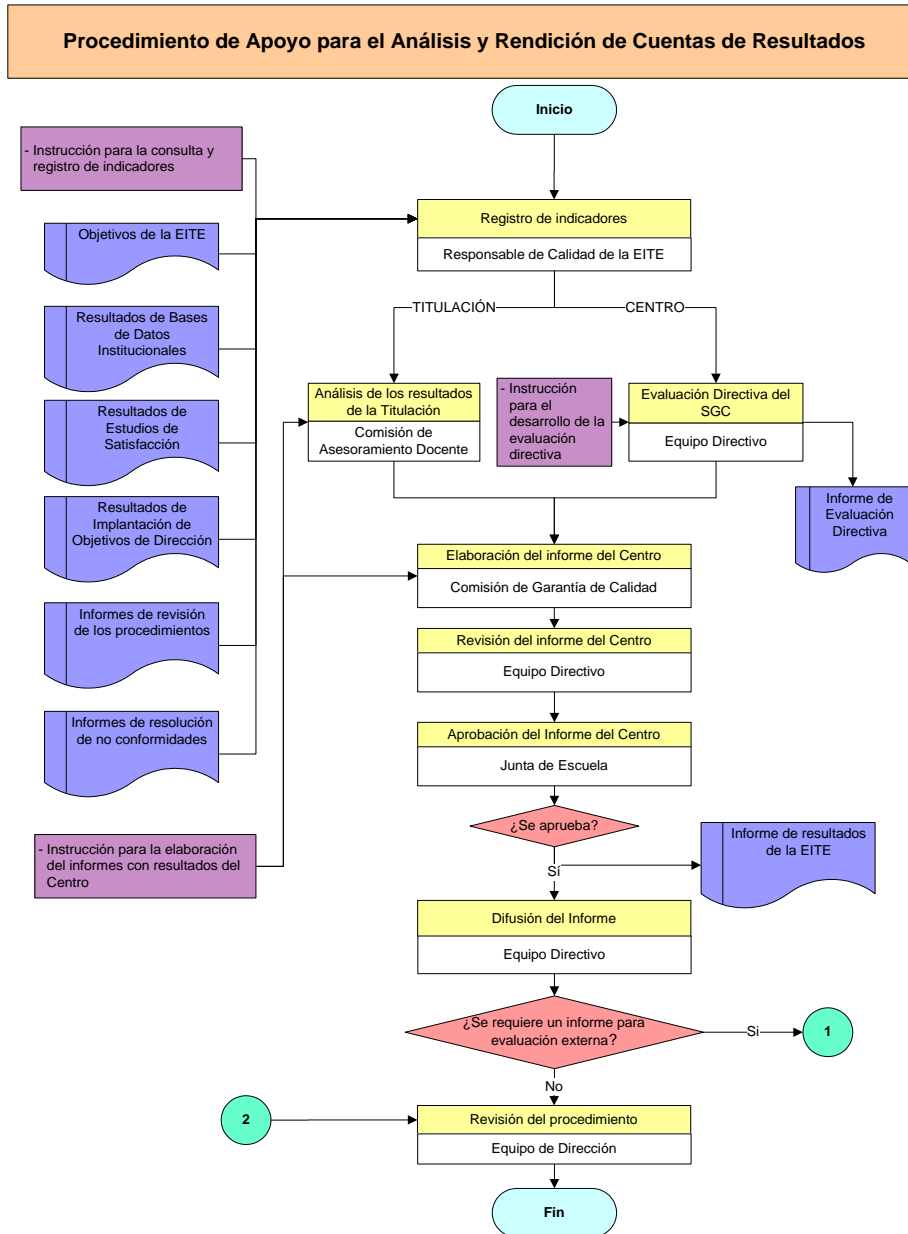 Procedimiento de Apoyo para el Análisis y Rendición de Cuentas de Resultados
Inicio
- Instrucción para la consulta y
registro de indicadores
Objetivos de la EITE
Resultados de Bases
de Datos
Institucionales
Resultados de
Estudios de
Satisfacción
Resultados de
Implantación de
Objetivos de Dirección
Informes de revisión
de los procedimientos
Informes de resolución
de no conformidades
- Instrucción para la elaboración
del informes con resultados del
Centro
Registro de indicadores
Responsable de Calidad de la EITE
TITULACIÓN
CENTRO
Análisis de los resultados
de la Titulación
Comisión de
Asesoramiento Docente
- Instrucción
para el
desarrollo de la
evaluación
directiva
Evaluación Directiva del
SGC
Equipo Directivo
Informe de
Evaluación
Directiva
Elaboración del informe del Centro
Comisión de Garantía de Calidad
Revisión del informe del Centro
Equipo Directivo
Aprobación del Informe del Centro
Junta de Escuela
¿Se aprueba?
Sí
Informe de resultados
de la EITE
Difusión del Informe
Equipo Directivo
¿Se requiere un informe para
evaluación externa?
Si
1
No
2
Revisión del procedimiento
Equipo de Dirección
Fin